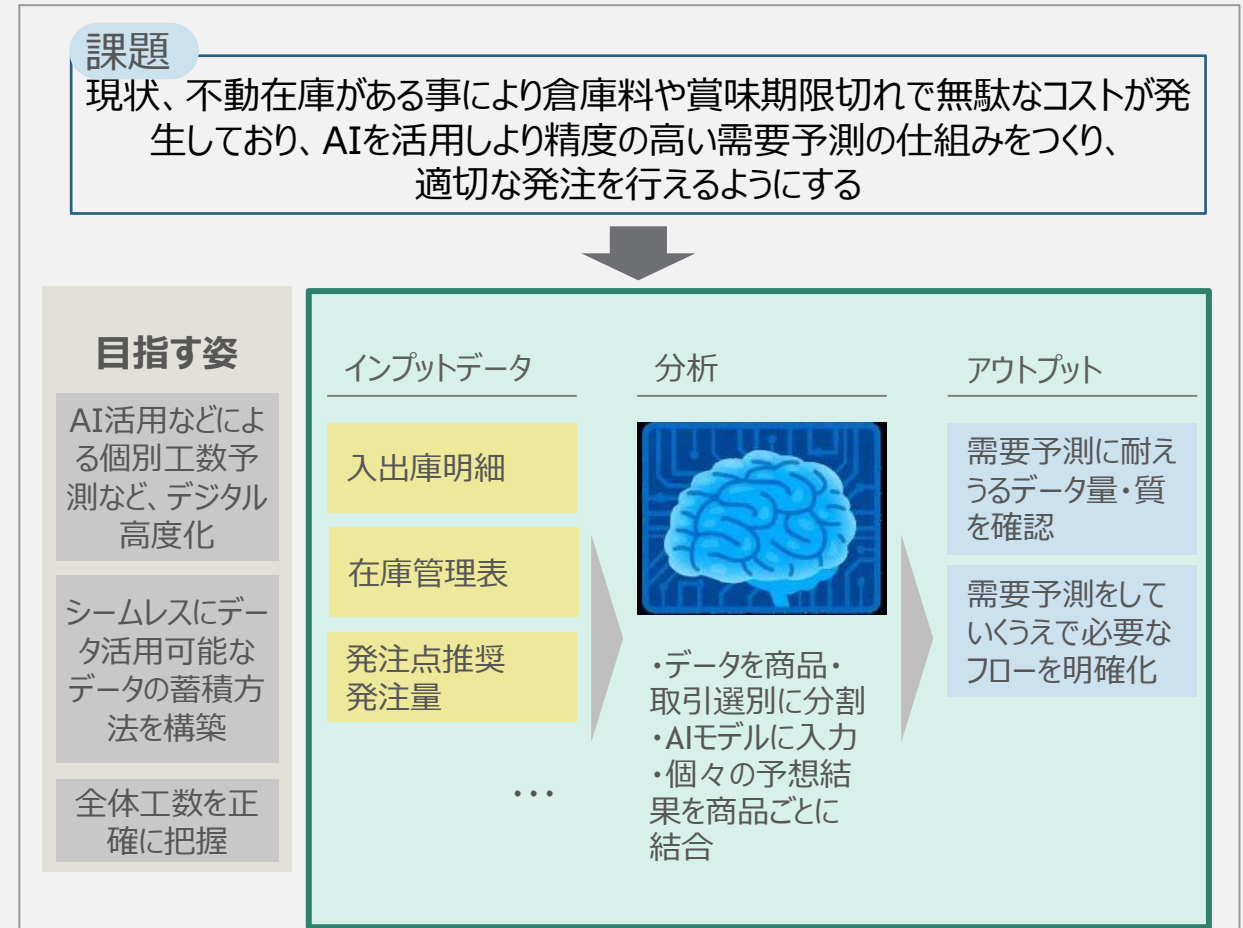 課題
現状、不動在庫がある事により倉庫料や賞味期限切れで無駄なコストが発
生しており、AIを活用しより精度の高い需要予測の仕組みをつくり、
適切な発注を行えるようにする
目指す姿
AI活用などによ
る個別工数予
測など、デジタル
高度化
シームレスにデー
タ活用可能な
データの蓄積方
法を構築
全体工数を正
確に把握
インプットデータ
入出庫明細
在庫管理表
発注点推奨
発注量
…
分析
・データを商品・
取引選別に分割
・AIモデルに入力
・個々の予想結
果を商品ごとに
結合
アウトプット
需要予測に耐え
うるデータ量・質
を確認
需要予測をして
いくうえで必要な
フローを明確化